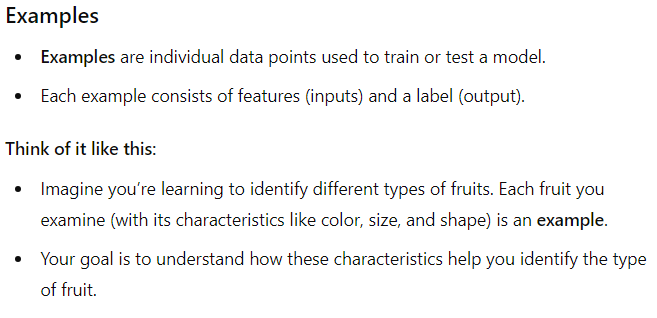 Examples
• Examples are individual data points used to train or test a model.
• Each example consists of features (inputs) and a label (output).
Think of it like this:
• Imagine you're learning to identify different types of fruits. Each fruit you
examine (with its characteristics like color, size, and shape) is an example.
• Your goal is to understand how these characteristics help you identify the type
of fruit.